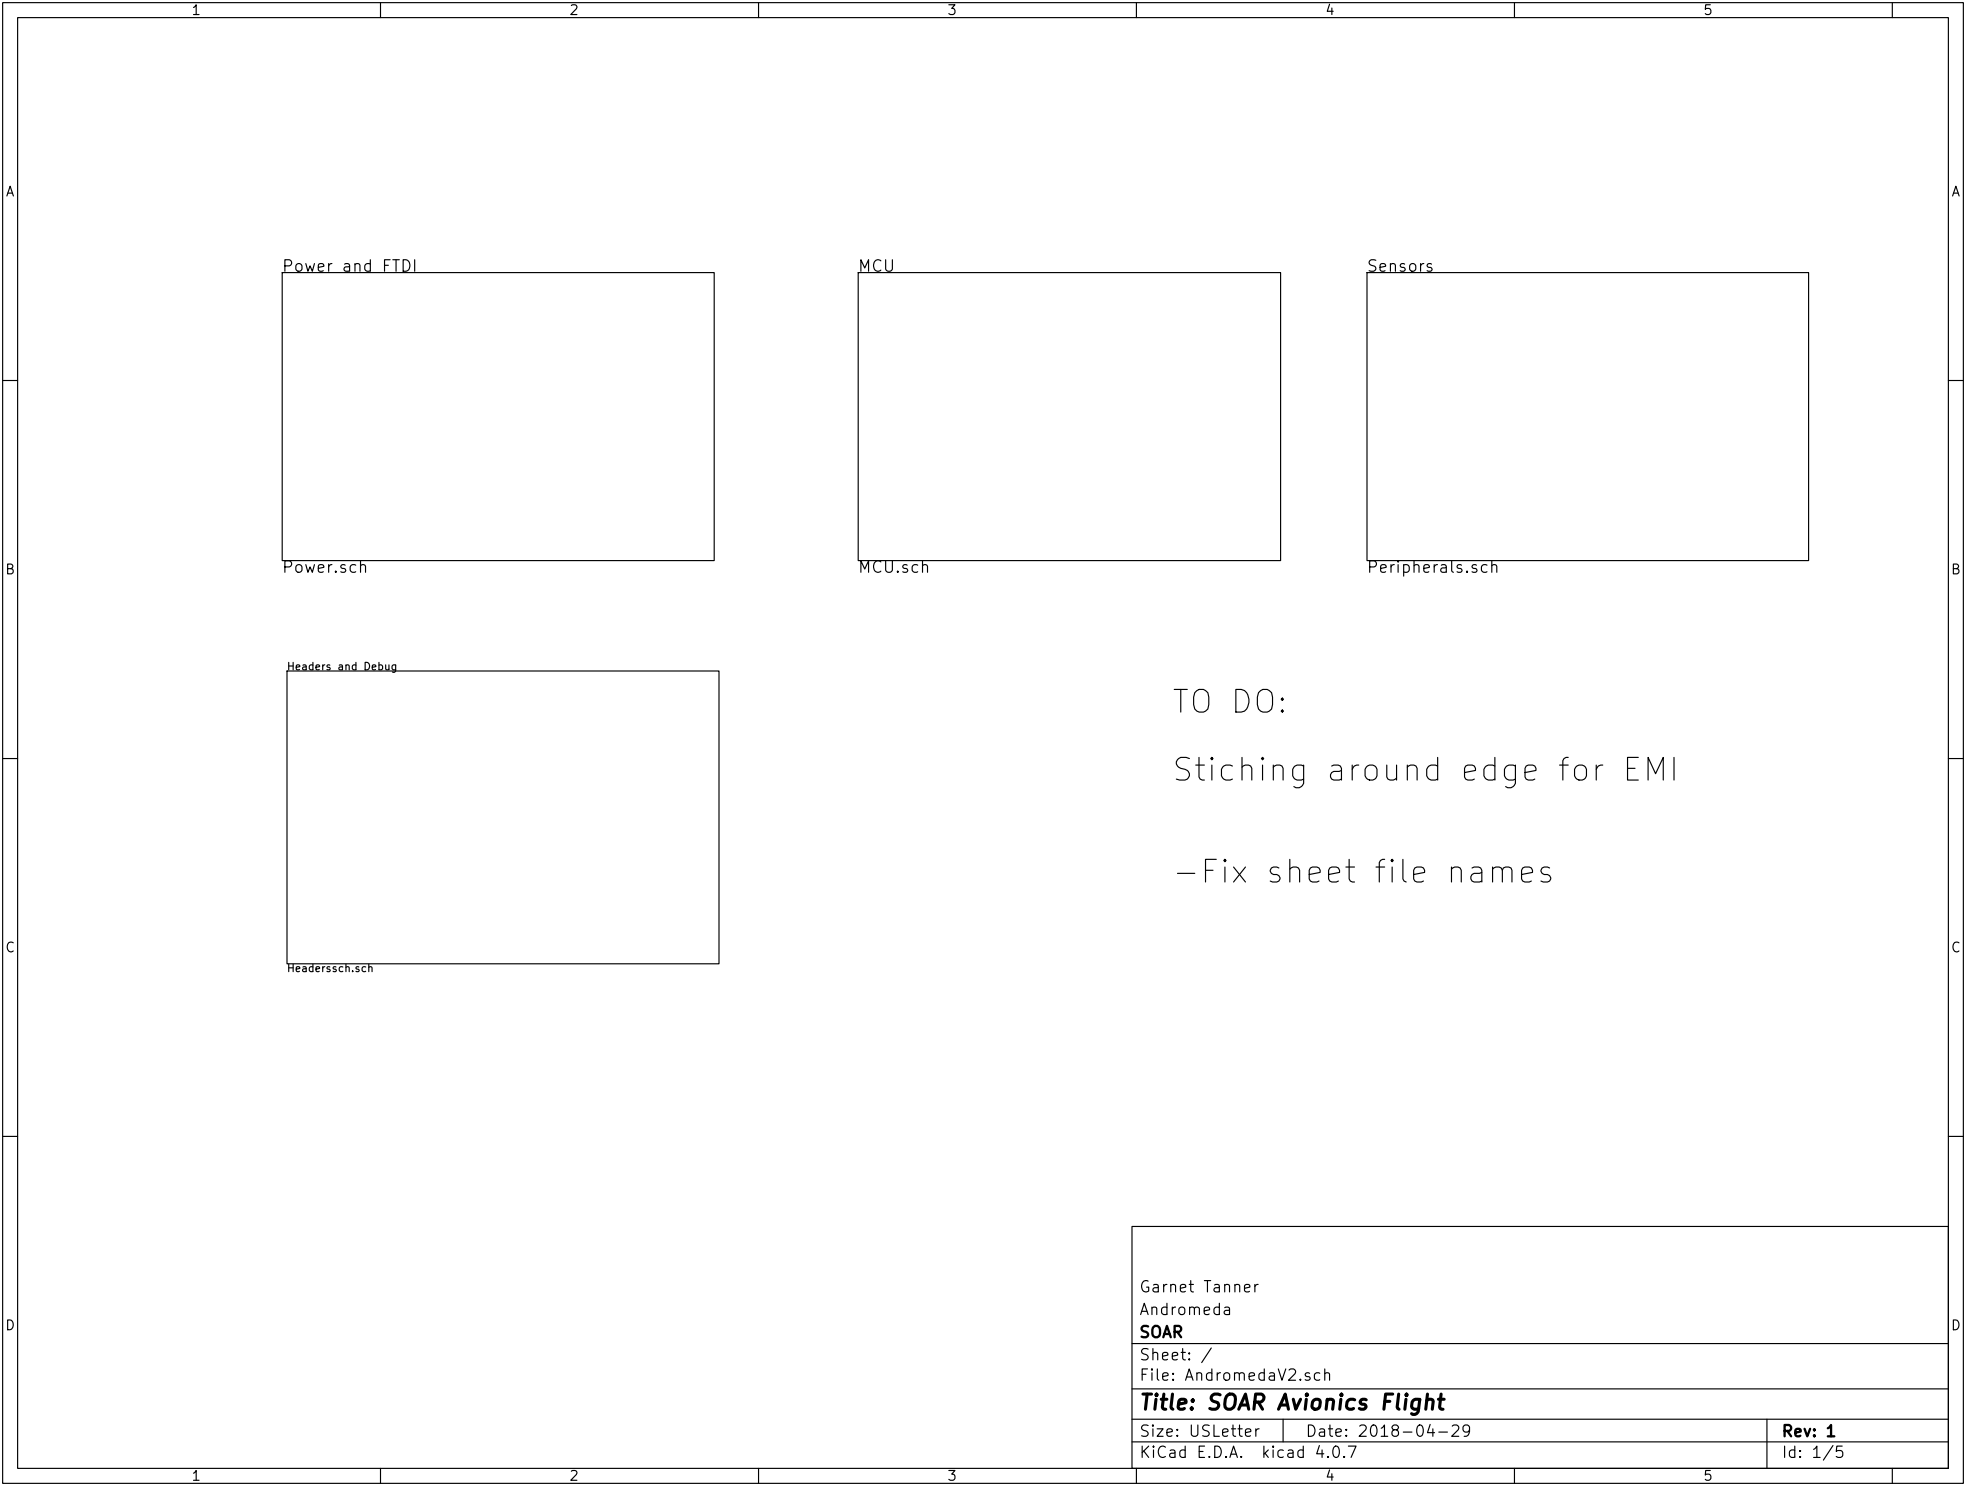 1 2 3 4 5
A A
Power and FTDI MCU Sensors
Power.sch MCU.sch Peripherals.sch
B B
Headers and Debug
TO DO:
Stiching around edge for EMI
-Fix sheet file names
C C
Headerssch.sch
Garnet Tanner
Andromeda
D D
SOAR
Sheet: /
File: AndromedaV2.sch
Title: SOAR Avionics Flight
Size: USLetter Date: 2018-04-29 Rev: 1
KiCad E.D.A. kicad 4.0.7 Id: 1/5
1 2 3 4 5